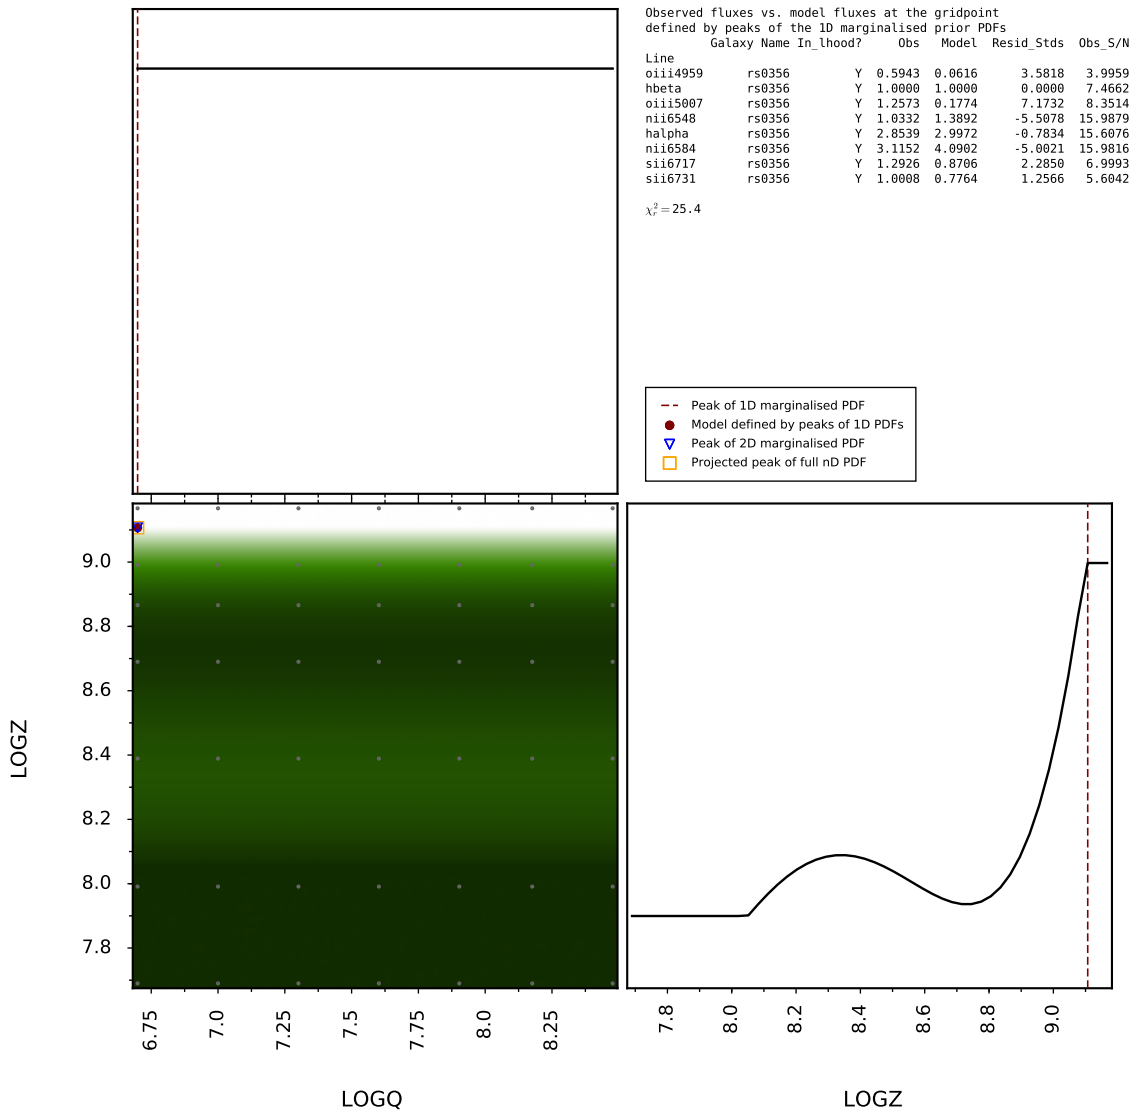 Observed fluxes vs. model fluxes at the gridpoint
defined by peaks of the 1D marginalised prior PDFs
Galaxy Name In_lhood? Obs Model Resid_Stds Obs_S/N
Line
oiii4959 rs0356 Y 0.5943 0.0616 3.5818 3.9959
hbeta rs0356 Y 1.0000 1.0000 0.0000 7.4662
oiii5007 rs0356 Y 1.2573 0.1774 7.1732 8.3514
nii6548 rs0356 Y 1.0332 1.3892 -5.5078 15.9879
halpha rs0356 Y 2.8539 2.9972 -0.7834 15.6076
nii6584 rs0356 Y 3.1152 4.0902 -5.0021 15.9816
sii6717 rs0356 Y 1.2926 0.8706 2.2850 6.9993
sii6731 rs0356 Y 1.0008 0.7764 1.2566 5.6042
χ²ᵣ = 25.4
Peak of 1D marginalised PDF
Model defined by peaks of 1D PDFs
Peak of 2D marginalised PDF
Projected peak of full nD PDF
LOGZ
9.0
8.8
8.6
8.4
8.2
8.0
7.8
6.75 7.0 7.25 7.5 7.75 8.0 8.25
LOGQ
7.8 8.0 8.2 8.4 8.6 8.8 9.0
LOGZ